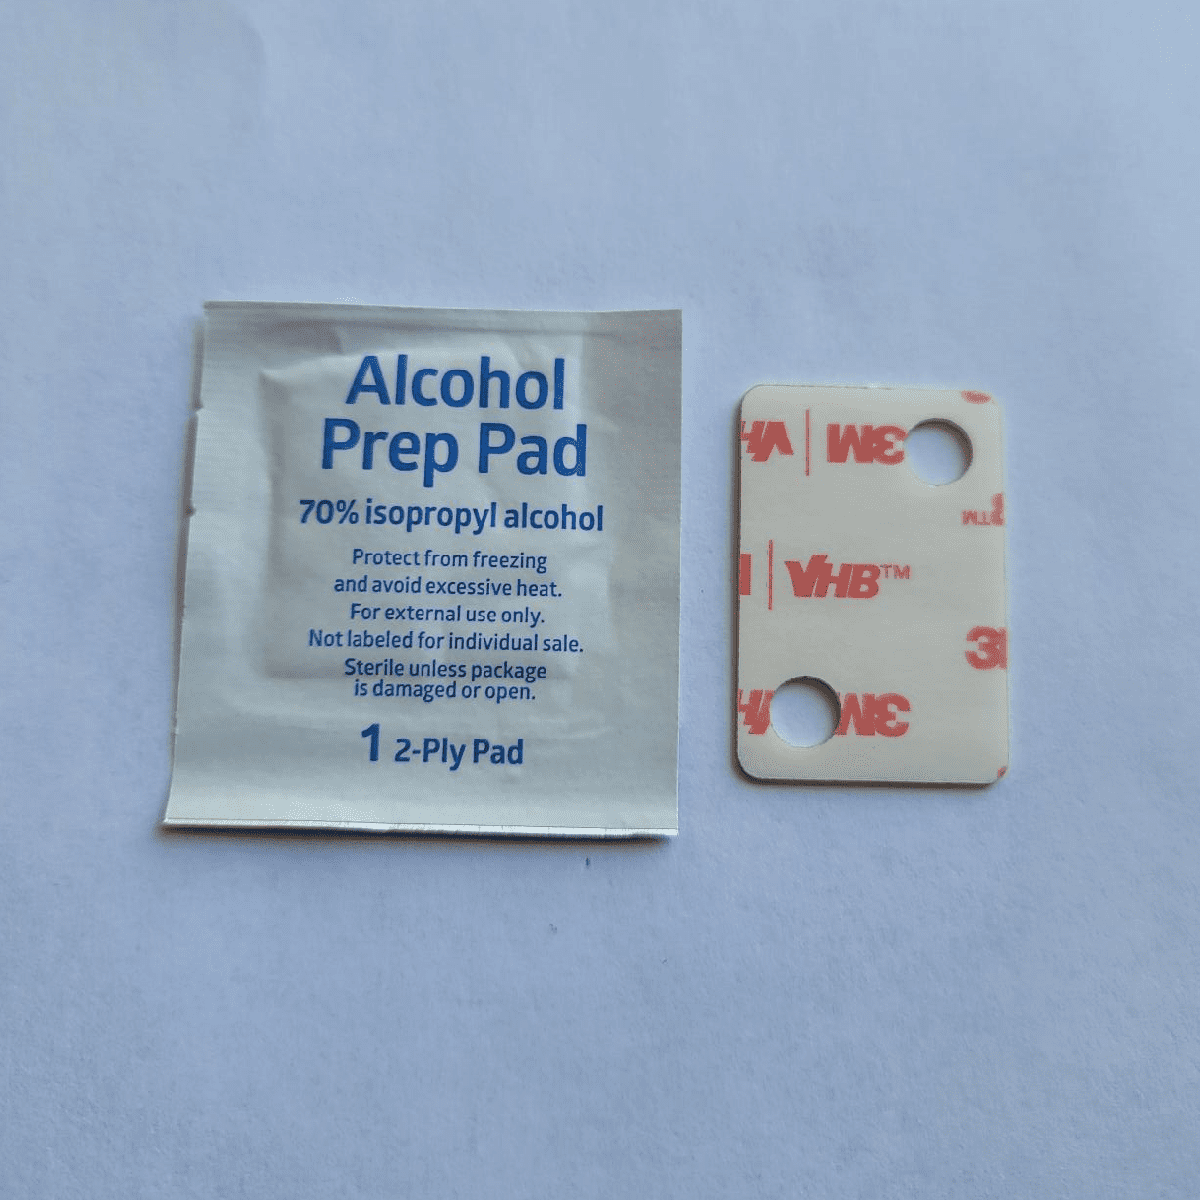 Alcohol
Prep Pad
70% isopropyl alcohol
Protect from freezing
and avoid excessive heat.
For external use only.
Not labeled for individual sale.
Sterile unless package
is damaged or open.
1 2-Ply Pad
3M
TM
VHB™
3M